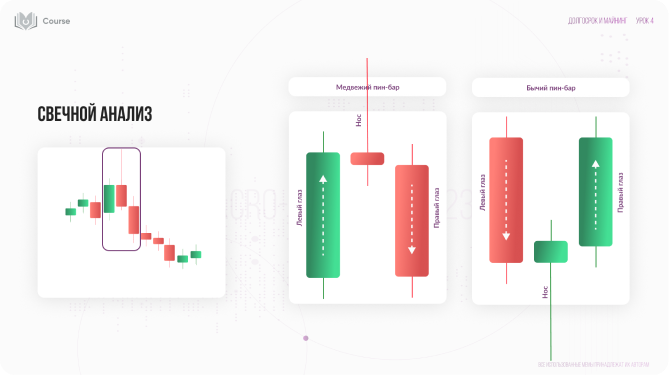 Course
ДОЛГОСРОК И МАЙНИНГ УРОК 4
СВЕЧНОЙ АНАЛИЗ
Медвежий пин-бар
Нос
Левый глаз
Правый глаз
Бычий пин-бар
Левый глаз
Правый глаз
Нос